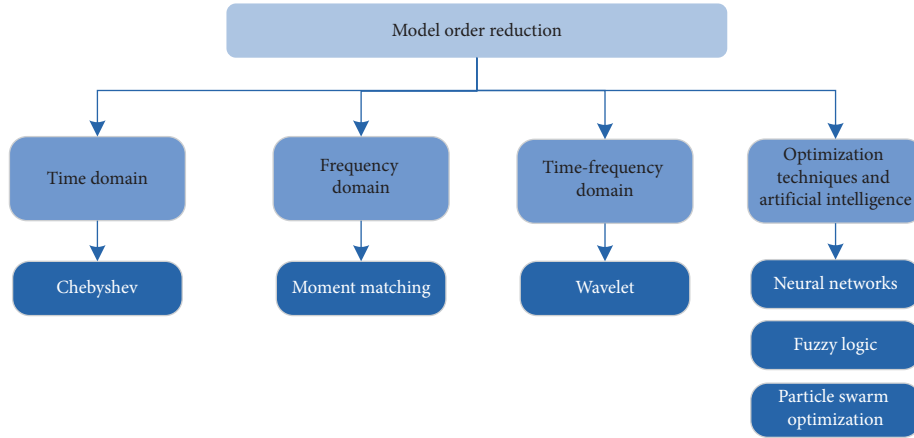 Model order reduction
Time domain
Frequency
domain
Time-frequency
domain
Optimization
techniques and
artificial intelligence
Chebyshev
Moment matching
Wavelet
Neural networks
Fuzzy logic
Particle swarm
optimization